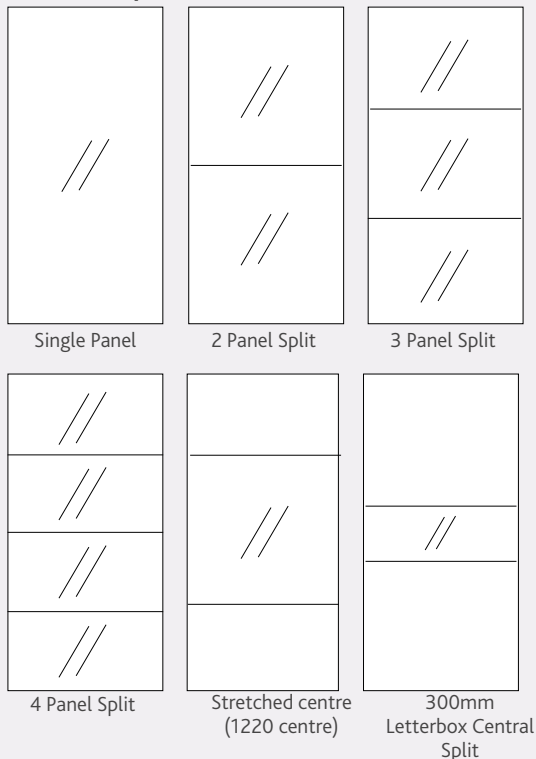 Single Panel
2 Panel Split
3 Panel Split
4 Panel Split
Stretched centre
(1220 centre)
300mm
Letterbox Central
Split